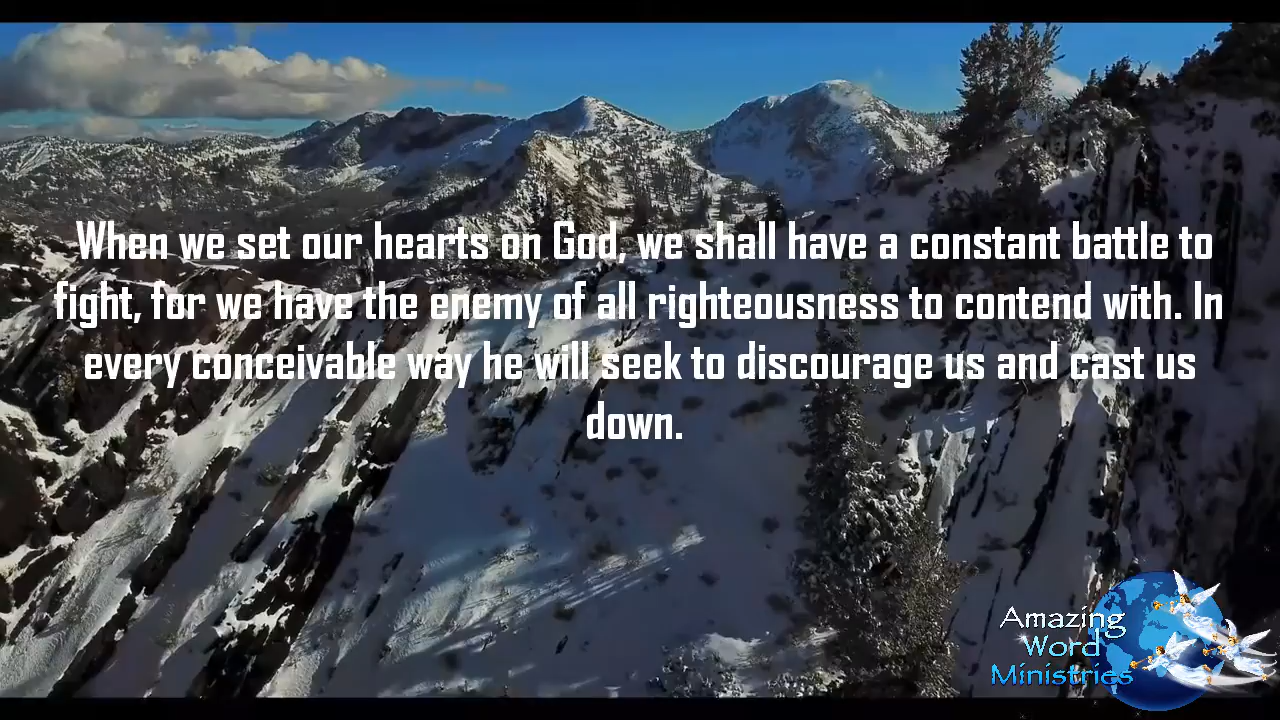 When we set our hearts on God, we shall have a constant battle to
fight, for we have the enemy of all righteousness to contend with. In
every conceivable way he will seek to discourage us and cast us
down.
Amazing
Word
Ministries